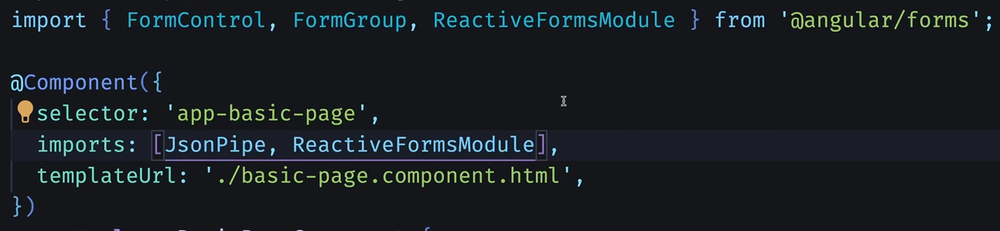 import { FormControl, FormGroup, ReactiveFormsModule } from '@angular/forms';
@Component({
selector: 'app-basic-page',
imports: [JsonPipe, ReactiveFormsModule],
templateUrl: './basic-page.component.html',
})